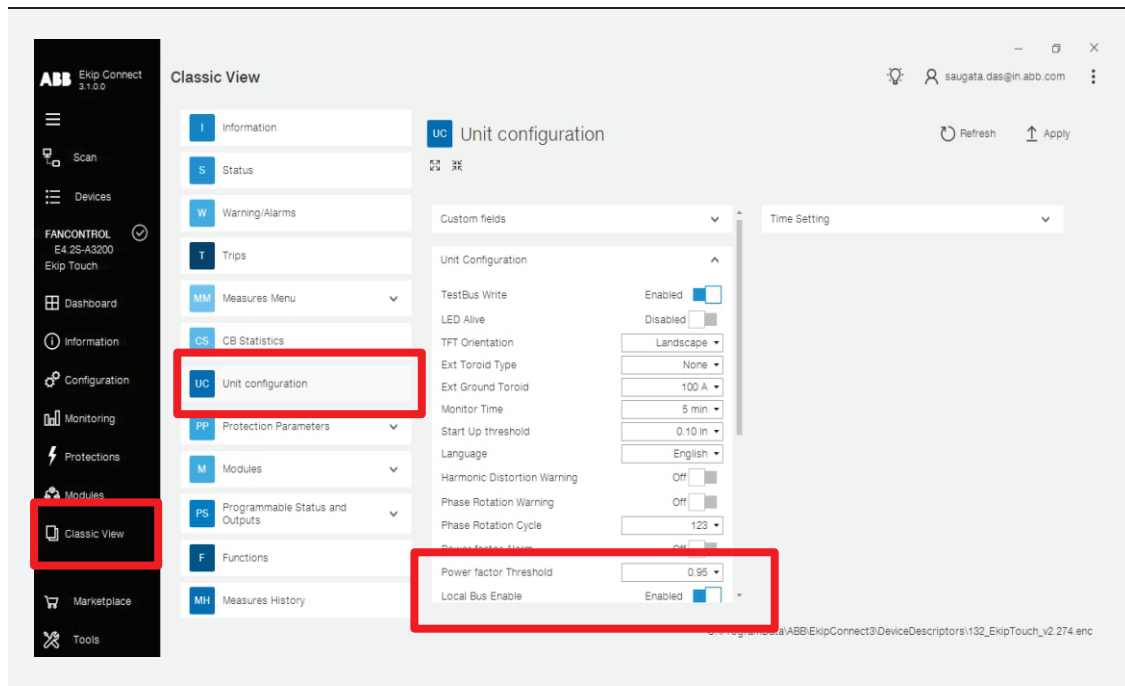 ABB Ekip Connect
3.1.0.0
Classic View
saugata.das@in.abb.com
Scan
Devices
FANCONTROL
E4.2S-A3200
Ekip Touch
Dashboard
Information
Configuration
Monitoring
Protections
Modules
Classic View
Marketplace
Tools
I Information
S Status
W Warning/Alarms
T Trips
MM Measures Menu
CS CB Statistics
UC Unit configuration
PP Protection Parameters
M Modules
PS Programmable Status and
Outputs
F Functions
MH Measures History
UC Unit configuration
Refresh Apply
Custom fields
Unit Configuration
TestBus Write Enabled
LED Alive Disabled
TFT Orientation Landscape
Ext Toroid Type None
Ext Ground Toroid 100 A
Monitor Time 5 min
Start Up threshold 0.10 In
Language English
Harmonic Distortion Warning Off
Phase Rotation Warning Off
Phase Rotation Cycle 123
Power factor Alarm Off
Power factor Threshold 0.95
Local Bus Enable Enabled
Time Setting
C:\ProgramData\ABB\EkipConnect3\DeviceDescriptors\132_EkipTouch_v2.274.enc